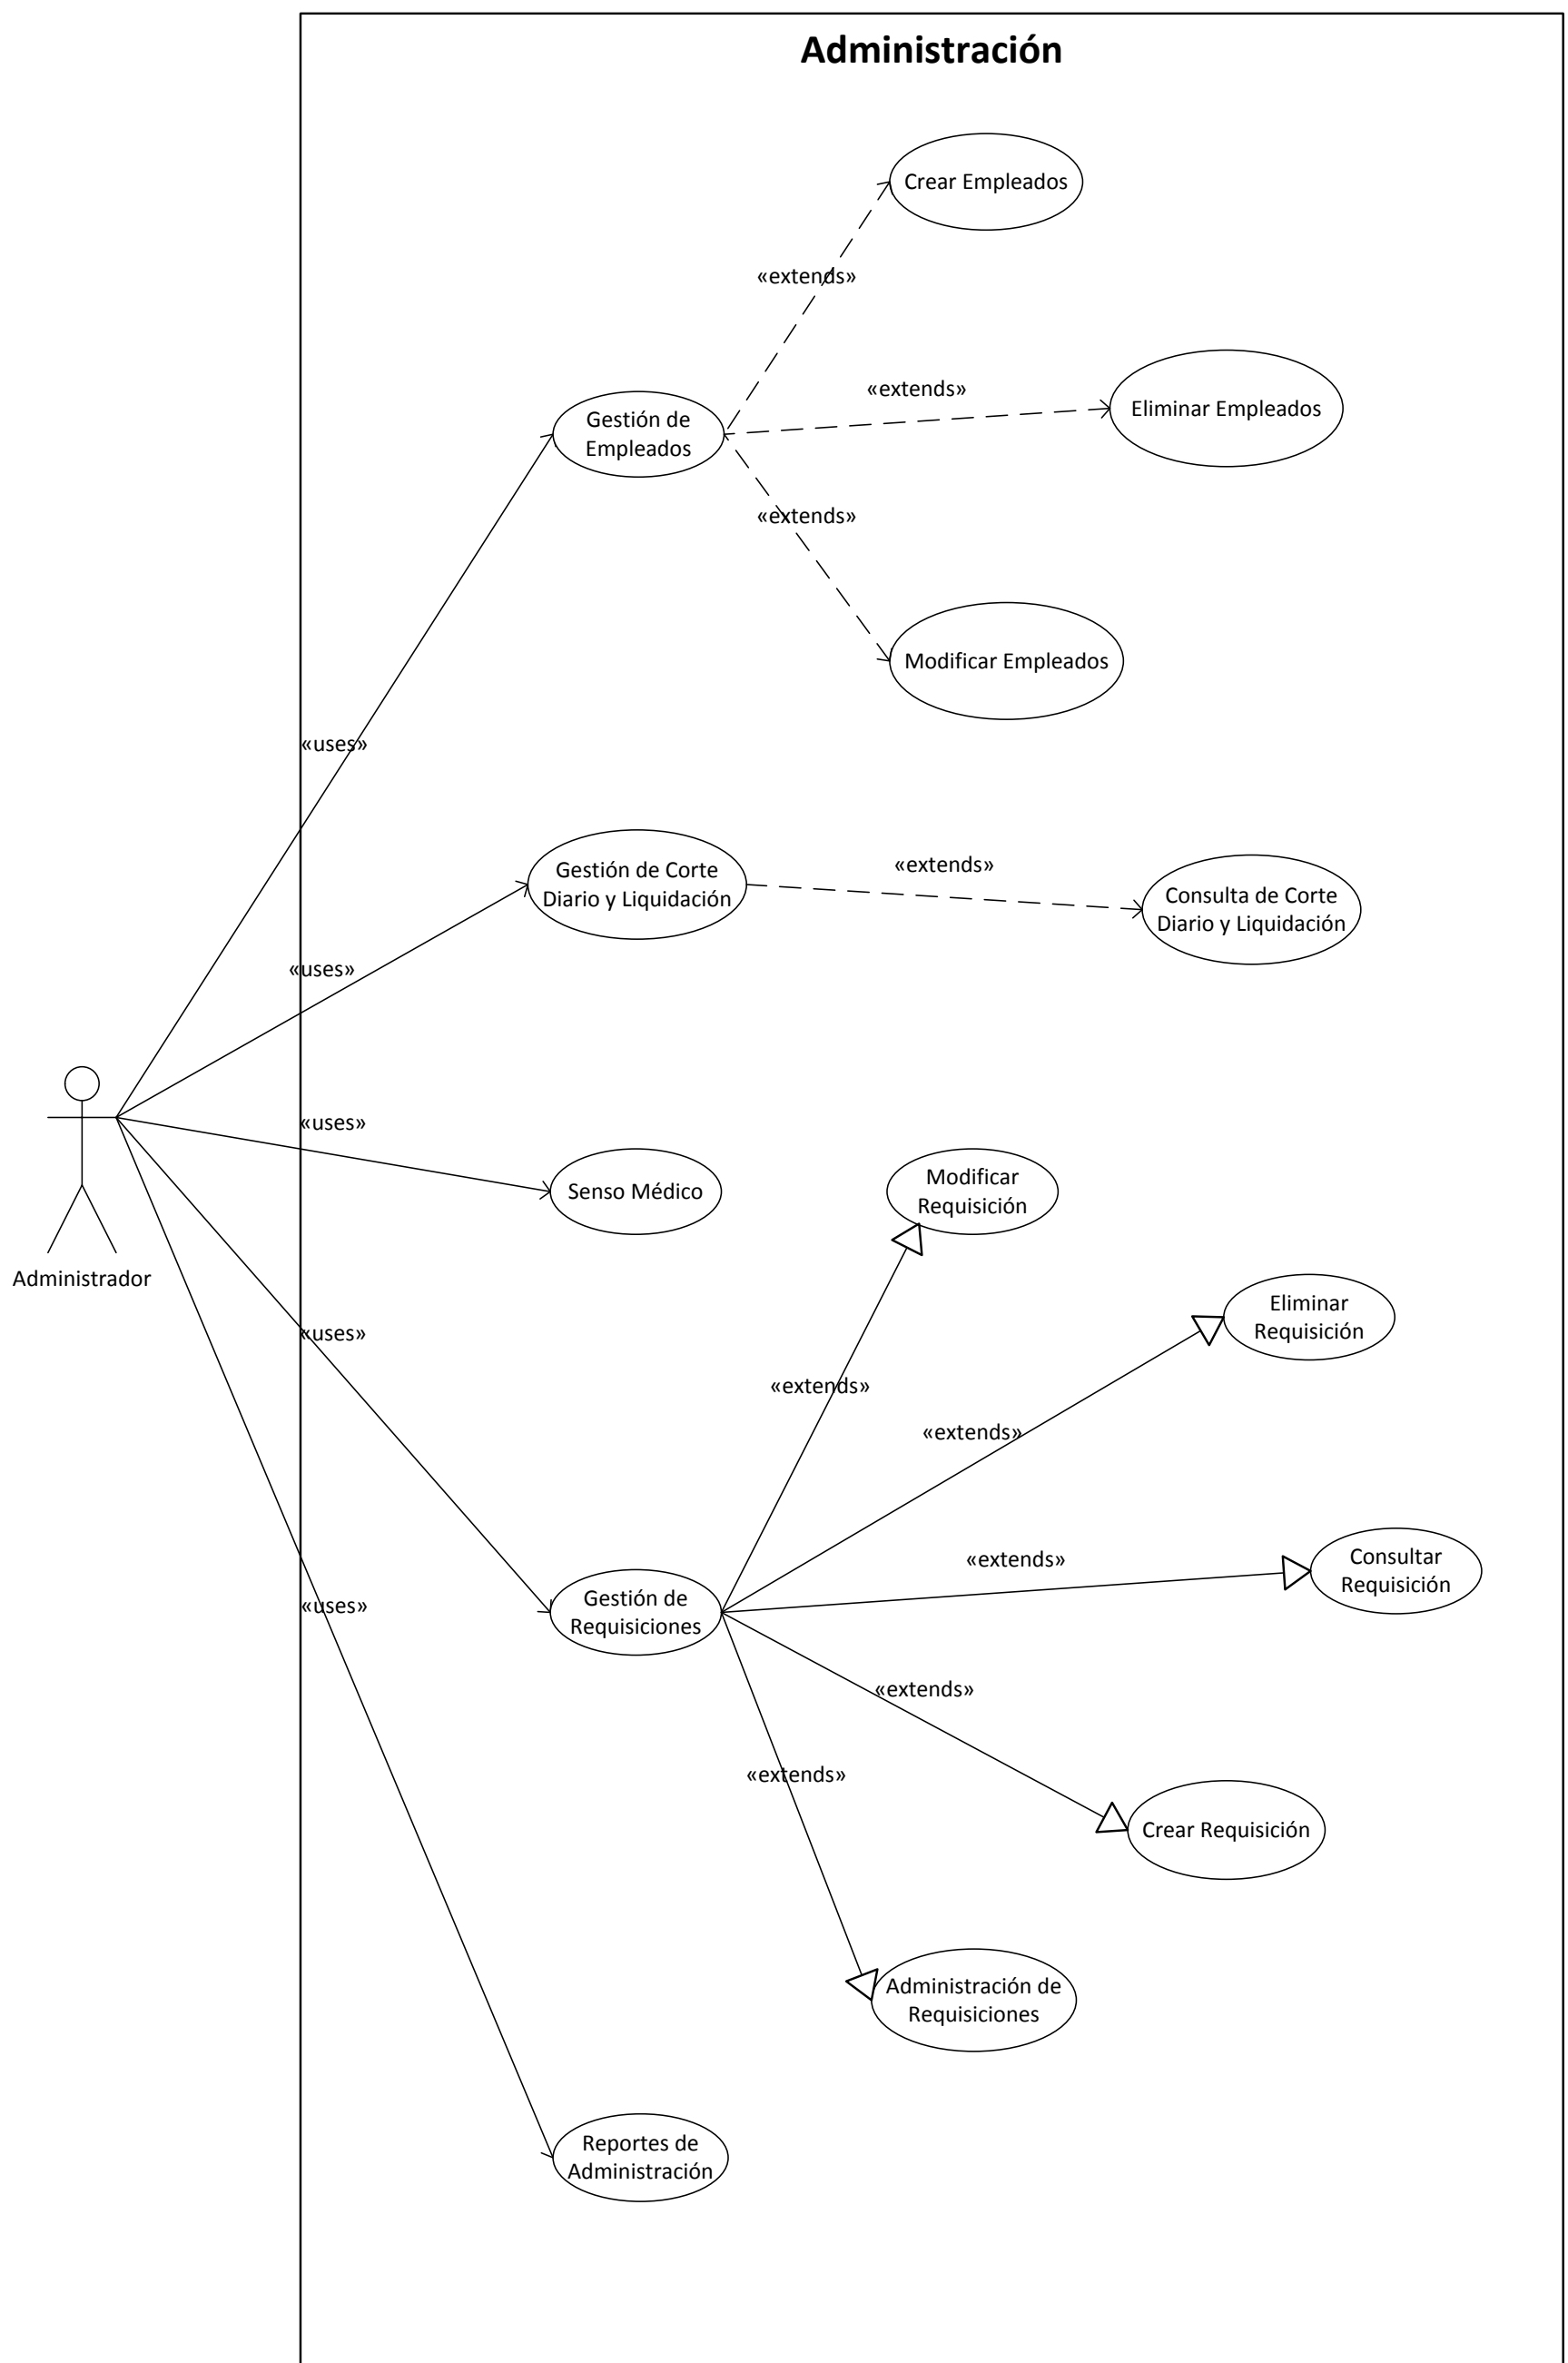 Administración
Crear Empleados
«extends»
«extends»
Eliminar Empleados
Gestión de
Empleados
«extends»
Modificar Empleados
«uses»
Gestión de Corte
Diario y Liquidación
«extends»
Consulta de Corte
Diario y Liquidación
«uses»
«uses»
Senso Médico
Modificar
Requisición
Administrador
Eliminar
Requisición
«uses»
«extends»
«extends»
Consultar
Requisición
«extends»
Gestión de
Requisiciones
«uses»
«extends»
«extends»
Crear Requisición
Administración de
Requisiciones
Reportes de
Administración